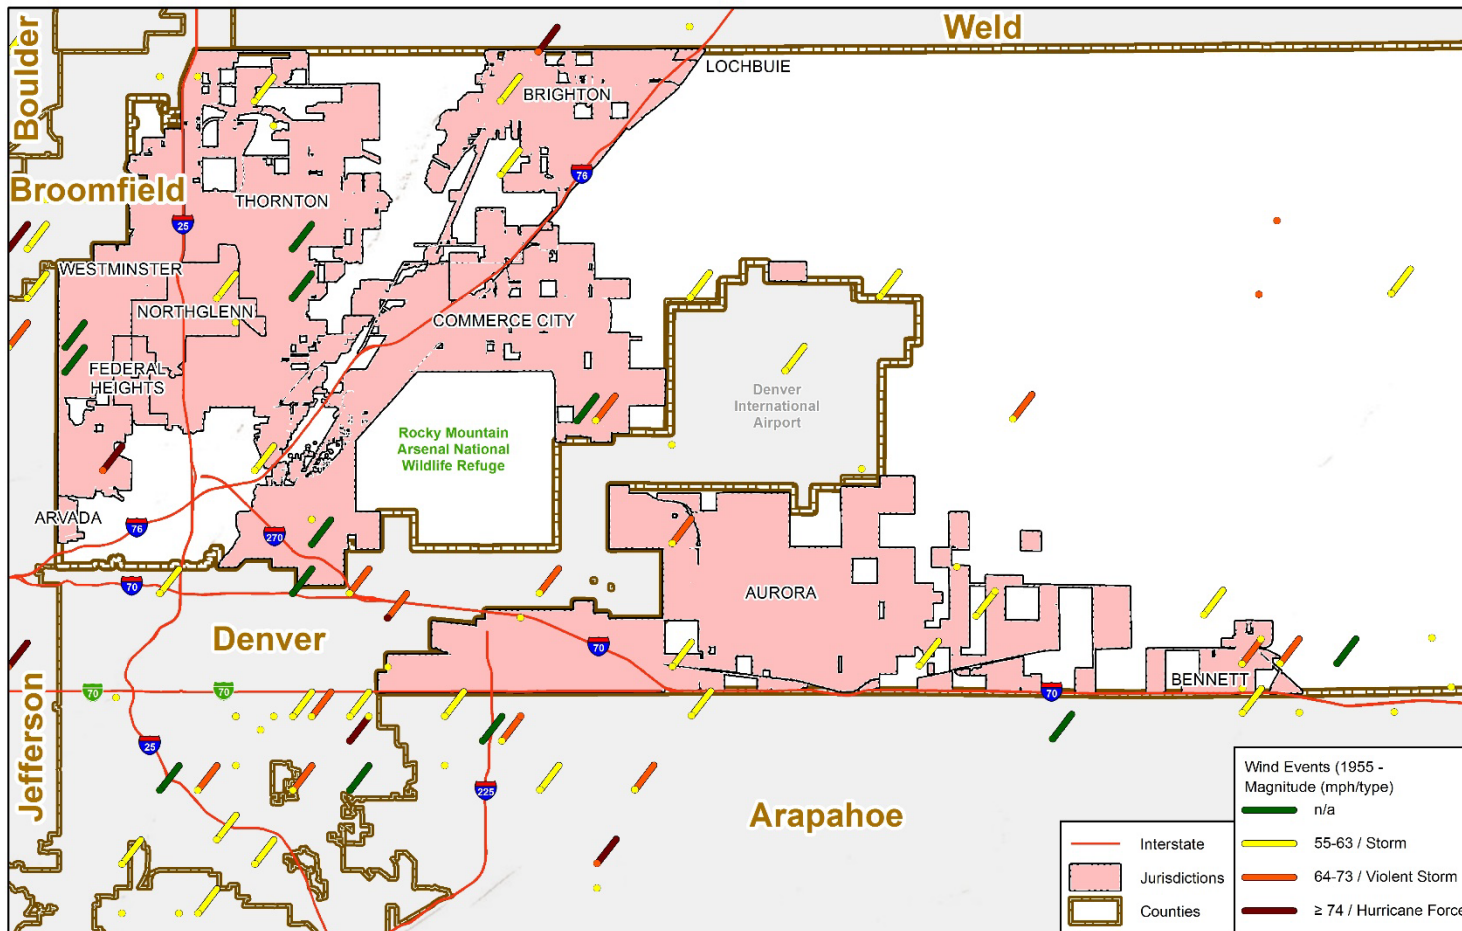 Weld
Boulder
LOCHBUIE
BRIGHTON
76
Broomfield
THORNTON
25
WESTMINSTER
NORTHGLENN
COMMERCE CITY
FEDERAL
HEIGHTS
Denver
International
Airport
Rocky Mountain
Arsenal National
Wildlife Refuge
ARVADA
76
270
70
AURORA
Denver
70
BENNETT
70
70
70
Jefferson
25
225
Arapahoe
Interstate
Jurisdictions
Counties
Wind Events (1955 -
Magnitude (mph/type)
n/a
55-63 / Storm
64-73 / Violent Storm
≥ 74 / Hurricane Force